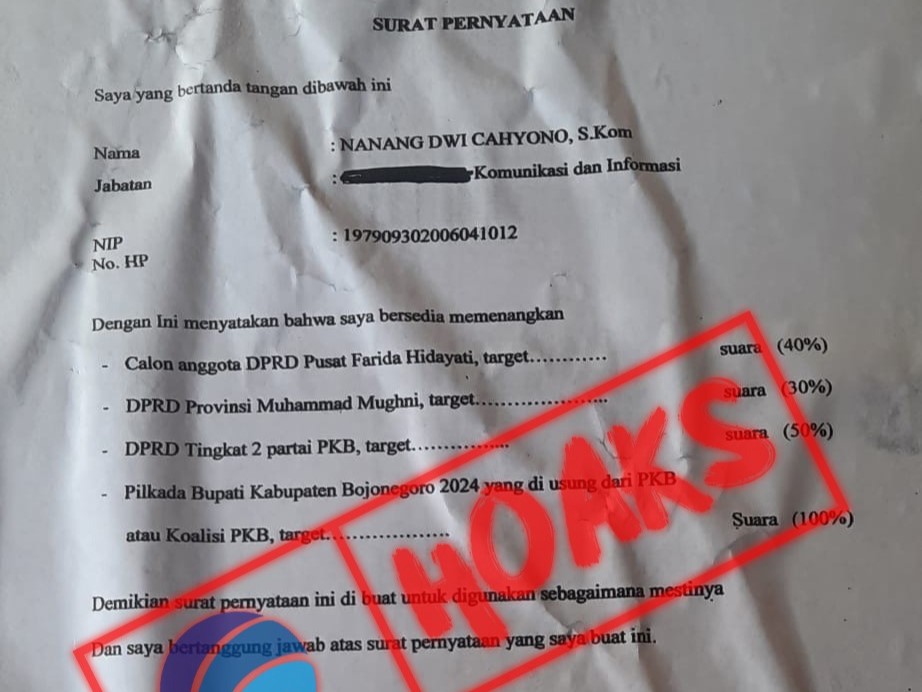 SURAT PERNYATAAN
Saya yang bertanda tangan dibawah ini
Nama : NANANG DWI CAHYONO, S.Kom
Jabatan : Komunikasi dan Informasi
NIP : 197909302006041012
No. HP
Dengan Ini menyatakan bahwa saya bersedia memenangkan
- Calon anggota DPRD Pusat Farida Hidayati, target............ suara (40%)
- DPRD Provinsi Muhammad Mughni, target..................... suara (30%)
- DPRD Tingkat 2 partai PKB, target............... suara (50%)
- Pilkada Bupati Kabupaten Bojonegoro 2024 yang di usung dari PKB
atau Koalisi PKB, target................... Suara (100%)
HOAKS
Demikian surat pernyataan ini di buat untuk digunakan sebagaimana mestinya
Dan saya bertanggung jawab atas surat pernyataan yang saya buat ini.